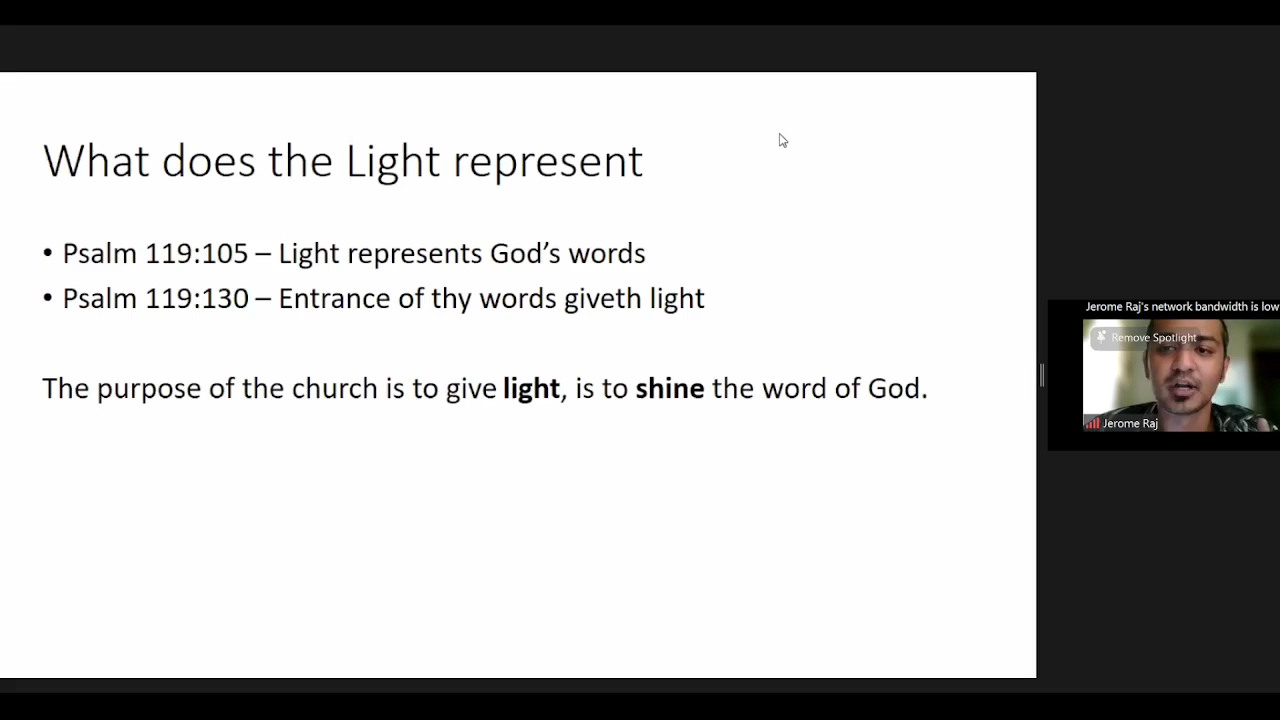 What does the Light represent
• Psalm 119:105 – Light represents God’s words
• Psalm 119:130 – Entrance of thy words giveth light
The purpose of the church is to give light, is to shine the word of God.
Jerome Raj's network bandwidth is low
Remove Spotlight
Jerome Raj